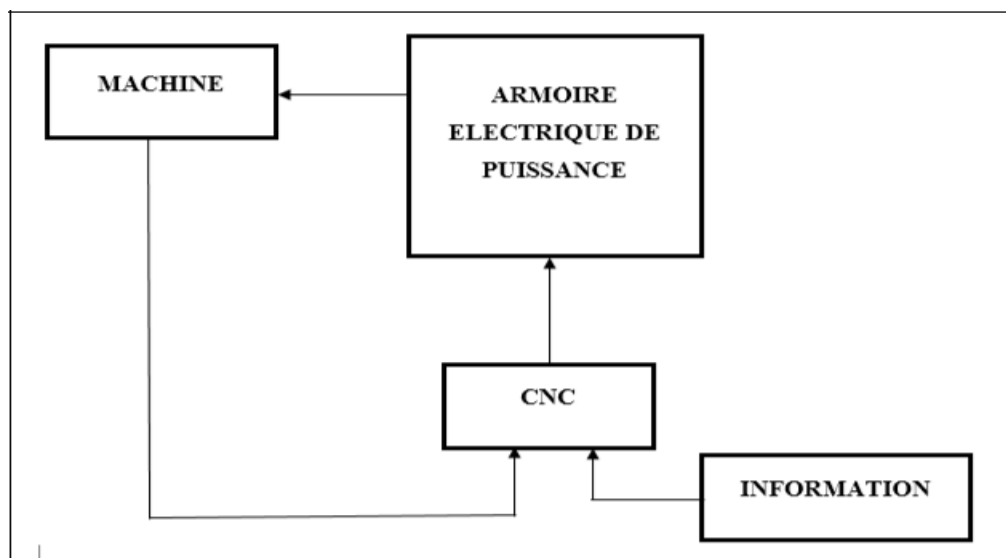 MACHINE
ARMOIRE
ELECTRIQUE DE
PUISSANCE
CNC
INFORMATION